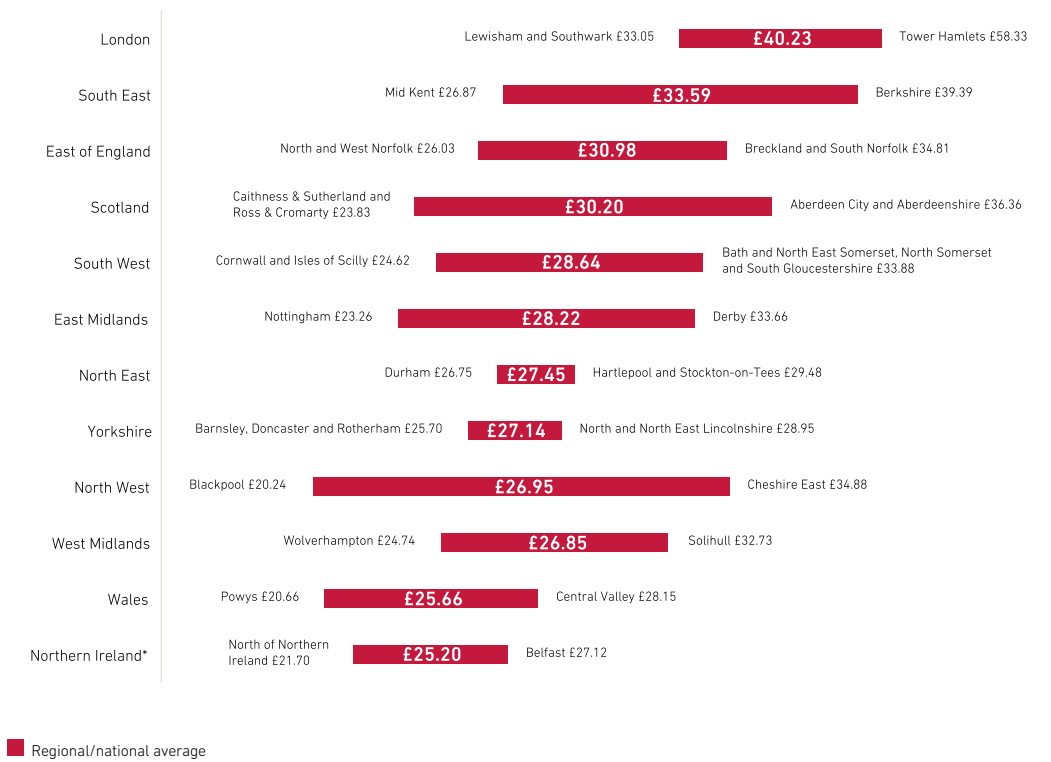 London
Lewisham and Southwark £33.05
£40.23
Tower Hamlets £58.33
South East
Mid Kent £26.87
£33.59
Berkshire £39.39
East of England
North and West Norfolk £26.03
£30.98
Breckland and South Norfolk £34.81
Scotland
Caithness & Sutherland and
Ross & Cromarty £23.83
£30.20
Aberdeen City and Aberdeenshire £36.36
South West
Cornwall and Isles of Scilly £24.62
£28.64
Bath and North East Somerset, North Somerset
and South Gloucestershire £33.88
East Midlands
Nottingham £23.26
£28.22
Derby £33.66
North East
Durham £26.75
£27.45
Hartlepool and Stockton-on-Tees £29.48
Yorkshire
Barnsley, Doncaster and Rotherham £25.70
£27.14
North and North East Lincolnshire £28.95
North West
Blackpool £20.24
£26.95
Cheshire East £34.88
West Midlands
Wolverhampton £24.74
£26.85
Solihull £32.73
Wales
Powys £20.66
£25.66
Central Valley £28.15
Northern Ireland*
North of Northern
Ireland £21.70
£25.20
Belfast £27.12
Regional/national average